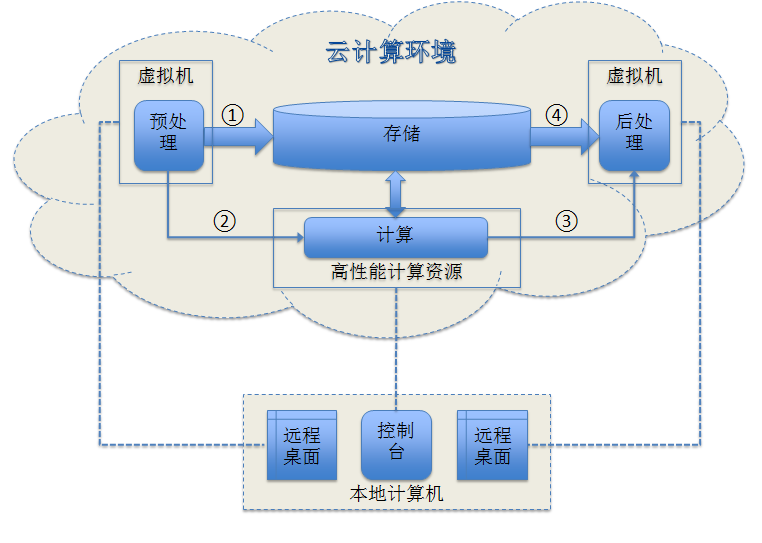 云计算环境
虚拟机
虚拟机
预处
理
①
存储
④
后处
理
②
计算
③
高性能计算资源
远程
桌面
控制
台
远程
桌面
本地计算机